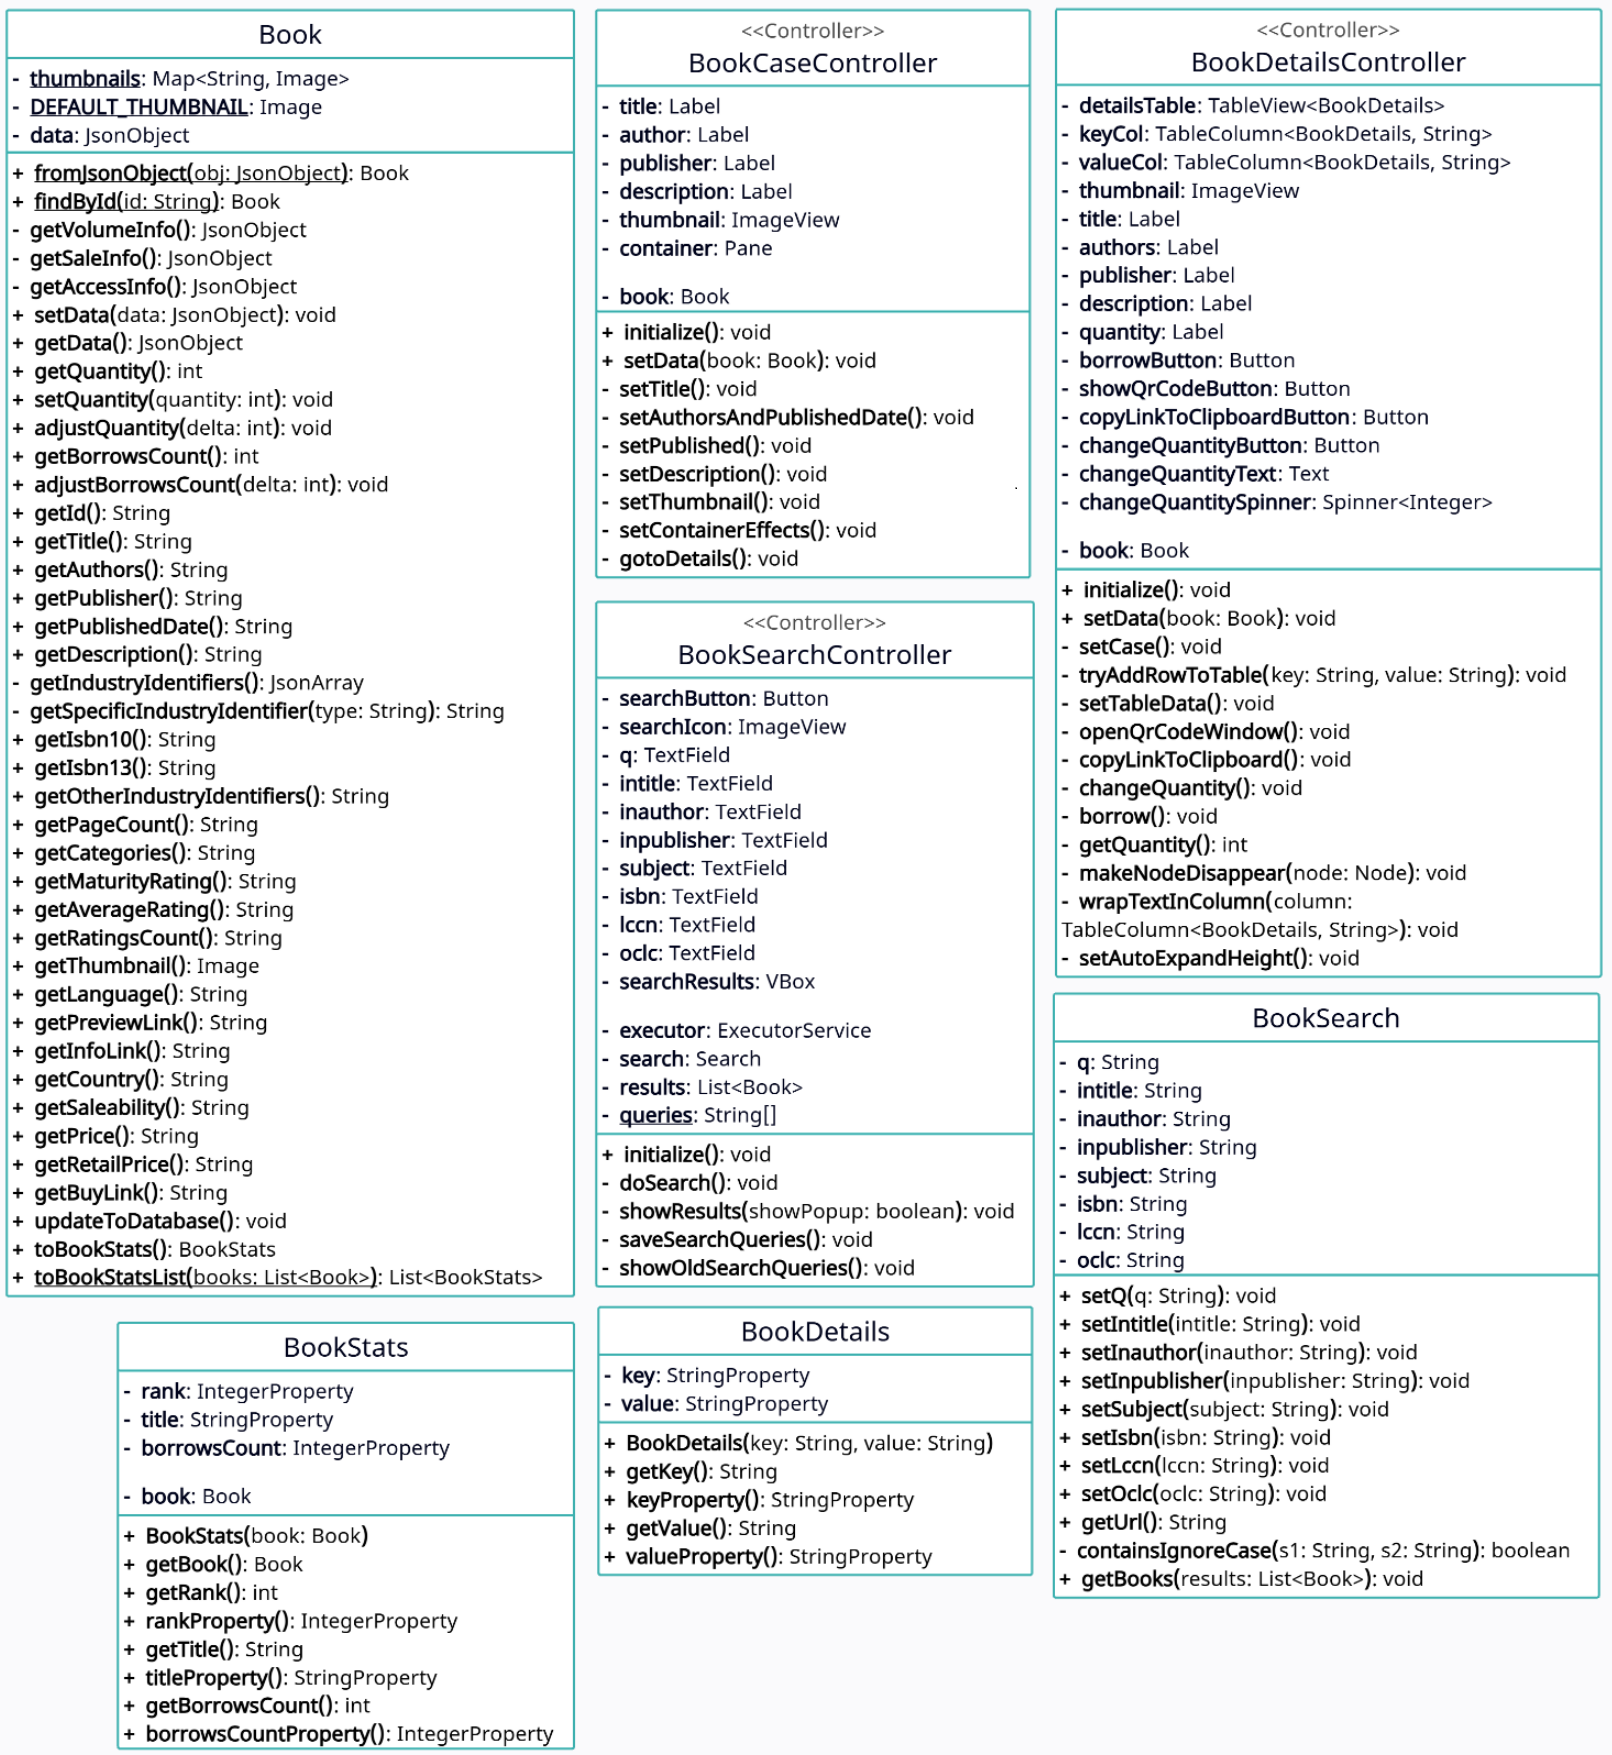 Book
- thumbnails: Map<String, Image>
- DEFAULT_THUMBNAIL: Image
- data: JsonObject
+ fromJsonObject(obj: JsonObject): Book
+ findById(id: String): Book
- getVolumeInfo(): JsonObject
- getSaleInfo(): JsonObject
- getAccessInfo(): JsonObject
+ setData(data: JsonObject): void
+ getData(): JsonObject
+ getQuantity(): int
+ setQuantity(quantity: int): void
+ adjustQuantity(delta: int): void
+ getBorrowsCount(): int
+ adjustBorrowsCount(delta: int): void
+ getId(): String
+ getTitle(): String
+ getAuthors(): String
+ getPublisher(): String
+ getPublishedDate(): String
+ getDescription(): String
- getIndustryIdentifiers(): JsonArray
- getSpecificIndustryIdentifier(type: String): String
+ getIsbn10(): String
+ getIsbn13(): String
+ getOtherIndustryIdentifiers(): String
+ getPageCount(): String
+ getCategories(): String
+ getMaturityRating(): String
+ getAverageRating(): String
+ getRatingsCount(): String
+ getThumbnail(): Image
+ getLanguage(): String
+ getPreviewLink(): String
+ getInfoLink(): String
+ getCountry(): String
+ getSaleability(): String
+ getPrice(): String
+ getRetailPrice(): String
+ getBuyLink(): String
+ updateToDatabase(): void
+ toBookStats(): BookStats
+ toBookStatsList(books: List<Book>): List<BookStats>
BookStats
- rank: IntegerProperty
- title: StringProperty
- borrowsCount: IntegerProperty
- book: Book
+ BookStats(book: Book)
+ getBook(): Book
+ getRank(): int
+ rankProperty(): IntegerProperty
+ getTitle(): String
+ titleProperty(): StringProperty
+ getBorrowsCount(): int
+ borrowsCountProperty(): IntegerProperty
<<Controller>>
BookCaseController
- title: Label
- author: Label
- publisher: Label
- description: Label
- thumbnail: ImageView
- container: Pane
- book: Book
+ initialize(): void
+ setData(book: Book): void
- setTitle(): void
- setAuthorsAndPublishedDate(): void
- setPublished(): void
- setDescription(): void
- setThumbnail(): void
- setContainerEffects(): void
- gotoDetails(): void
<<Controller>>
BookSearchController
- searchButton: Button
- searchIcon: ImageView
- q: TextField
- intitle: TextField
- inauthor: TextField
- inpublisher: TextField
- subject: TextField
- isbn: TextField
- lccn: TextField
- oclc: TextField
- searchResults: VBox
- executor: ExecutorService
- search: Search
- results: List<Book>
- queries: String[]
+ initialize(): void
- doSearch(): void
- showResults(showPopup: boolean): void
- saveSearchQueries(): void
- showOldSearchQueries(): void
BookDetails
- key: StringProperty
- value: StringProperty
+ BookDetails(key: String, value: String)
+ getKey(): String
+ keyProperty(): StringProperty
+ getValue(): String
+ valueProperty(): StringProperty
<<Controller>>
BookDetailsController
- detailsTable: TableView<BookDetails>
- keyCol: TableColumn<BookDetails, String>
- valueCol: TableColumn<BookDetails, String>
- thumbnail: ImageView
- title: Label
- authors: Label
- publisher: Label
- description: Label
- quantity: Label
- borrowButton: Button
- showQrCodeButton: Button
- copyLinkToClipboardButton: Button
- changeQuantityButton: Button
- changeQuantityText: Text
- changeQuantitySpinner: Spinner<Integer>
- book: Book
+ initialize(): void
+ setData(book: Book): void
- setCase(): void
- tryAddRowToTable(key: String, value: String): void
- setTableData(): void
- openQrCodeWindow(): void
- copyLinkToClipboard(): void
- changeQuantity(): void
- borrow(): void
- getQuantity(): int
- makeNodeDisappear(node: Node): void
- wrapTextInColumn(column:
TableColumn<BookDetails, String>): void
- setAutoExpandHeight(): void
BookSearch
- q: String
- intitle: String
- inauthor: String
- inpublisher: String
- subject: String
- isbn: String
- lccn: String
- oclc: String
+ setQ(q: String): void
+ setIntitle(intitle: String): void
+ setInauthor(inauthor: String): void
+ setInpublisher(inpublisher: String): void
+ setSubject(subject: String): void
+ setIsbn(isbn: String): void
+ setLccn(lccn: String): void
+ setOclc(oclc: String): void
+ getUrl(): String
- containsIgnoreCase(s1: String, s2: String): boolean
+ getBooks(results: List<Book>): void